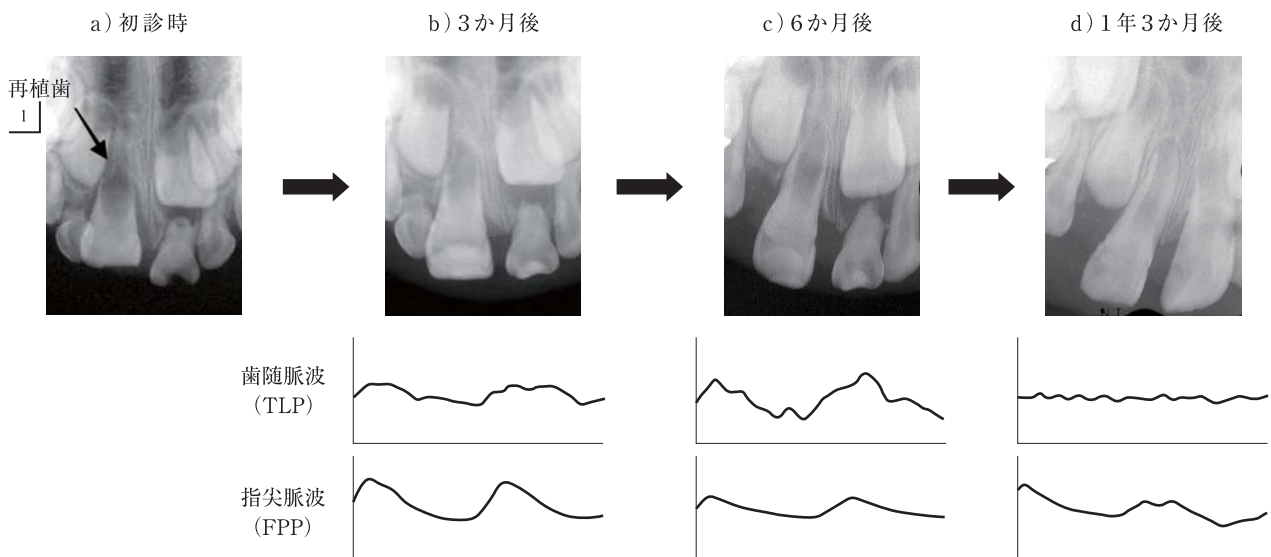 a）初診時
b）3か月後
c）6か月後
d）1年3か月後
再植歯
1
歯随脈波
（TLP）
指尖脈波
（FPP）